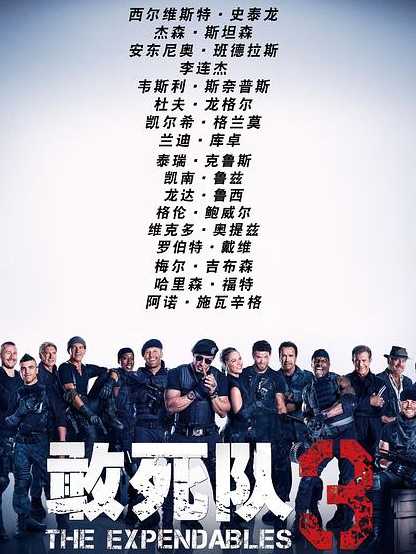 西尔维斯特·史泰龙
杰森·斯坦森
安东尼奥·班德拉斯
李连杰
韦斯利·斯奈普斯
杜夫·龙格尔
凯尔希·格兰莫
兰迪·库卓
泰瑞·克鲁斯
凯南·鲁兹
龙达·鲁西
格伦·鲍威尔
维克多·奥提兹
罗伯特·戴维
梅尔·吉布森
哈里森·福特
阿诺·施瓦辛格
敢死队3
THE EXPENDABLES